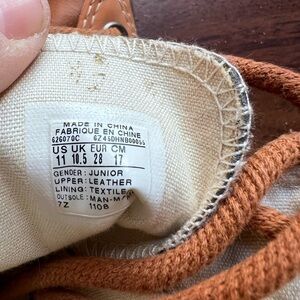 MADE IN CHINA
FABRIQUE EN CHINE
626070C
US UK EUR CM
11 10.5 28 17
GENDER: JUNIOR
UPPER: LEATHER
LINING: TEXTILE
OUTSOLE: MAN-M
7Z 1108